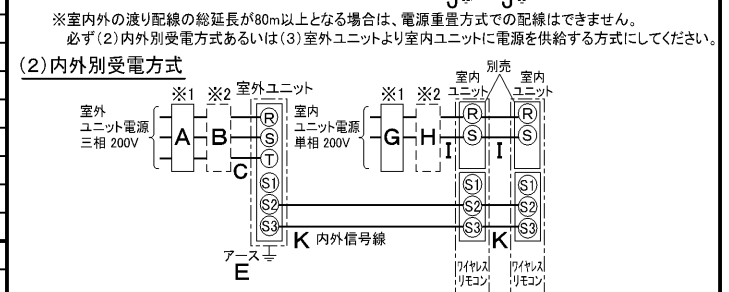 ※室内外の渡り配線の総延長が80m以上となる場合は、電源重畳方式での配線はできません。
必ず(2)内外別受電方式あるいは(3)室外ユニットより室内ユニットに電源を供給する方式にしてください。
(2)内外別受電方式
別売
※1 ※2 室外ユニット ※1 ※2 室内ユニット 室内ユニット
室外
ユニット電源
三相 200V
A B C
R
S
T
S1
S2
S3
室内
ユニット電源
単相 200V
G H I I
R R
S S
S1 S1
S2 S2
S3 S3
K 内外信号線 K
アース
E
ワイヤレス ワイヤレス
リモコン リモコン